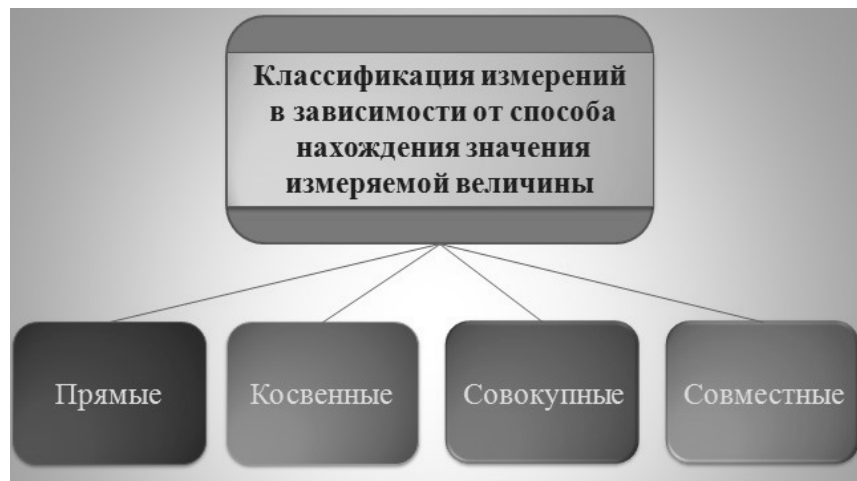 Классификация измерений
в зависимости от способа
нахождения значения
измеряемой величины
Прямые
Косвенные
Совокупные
Совместные